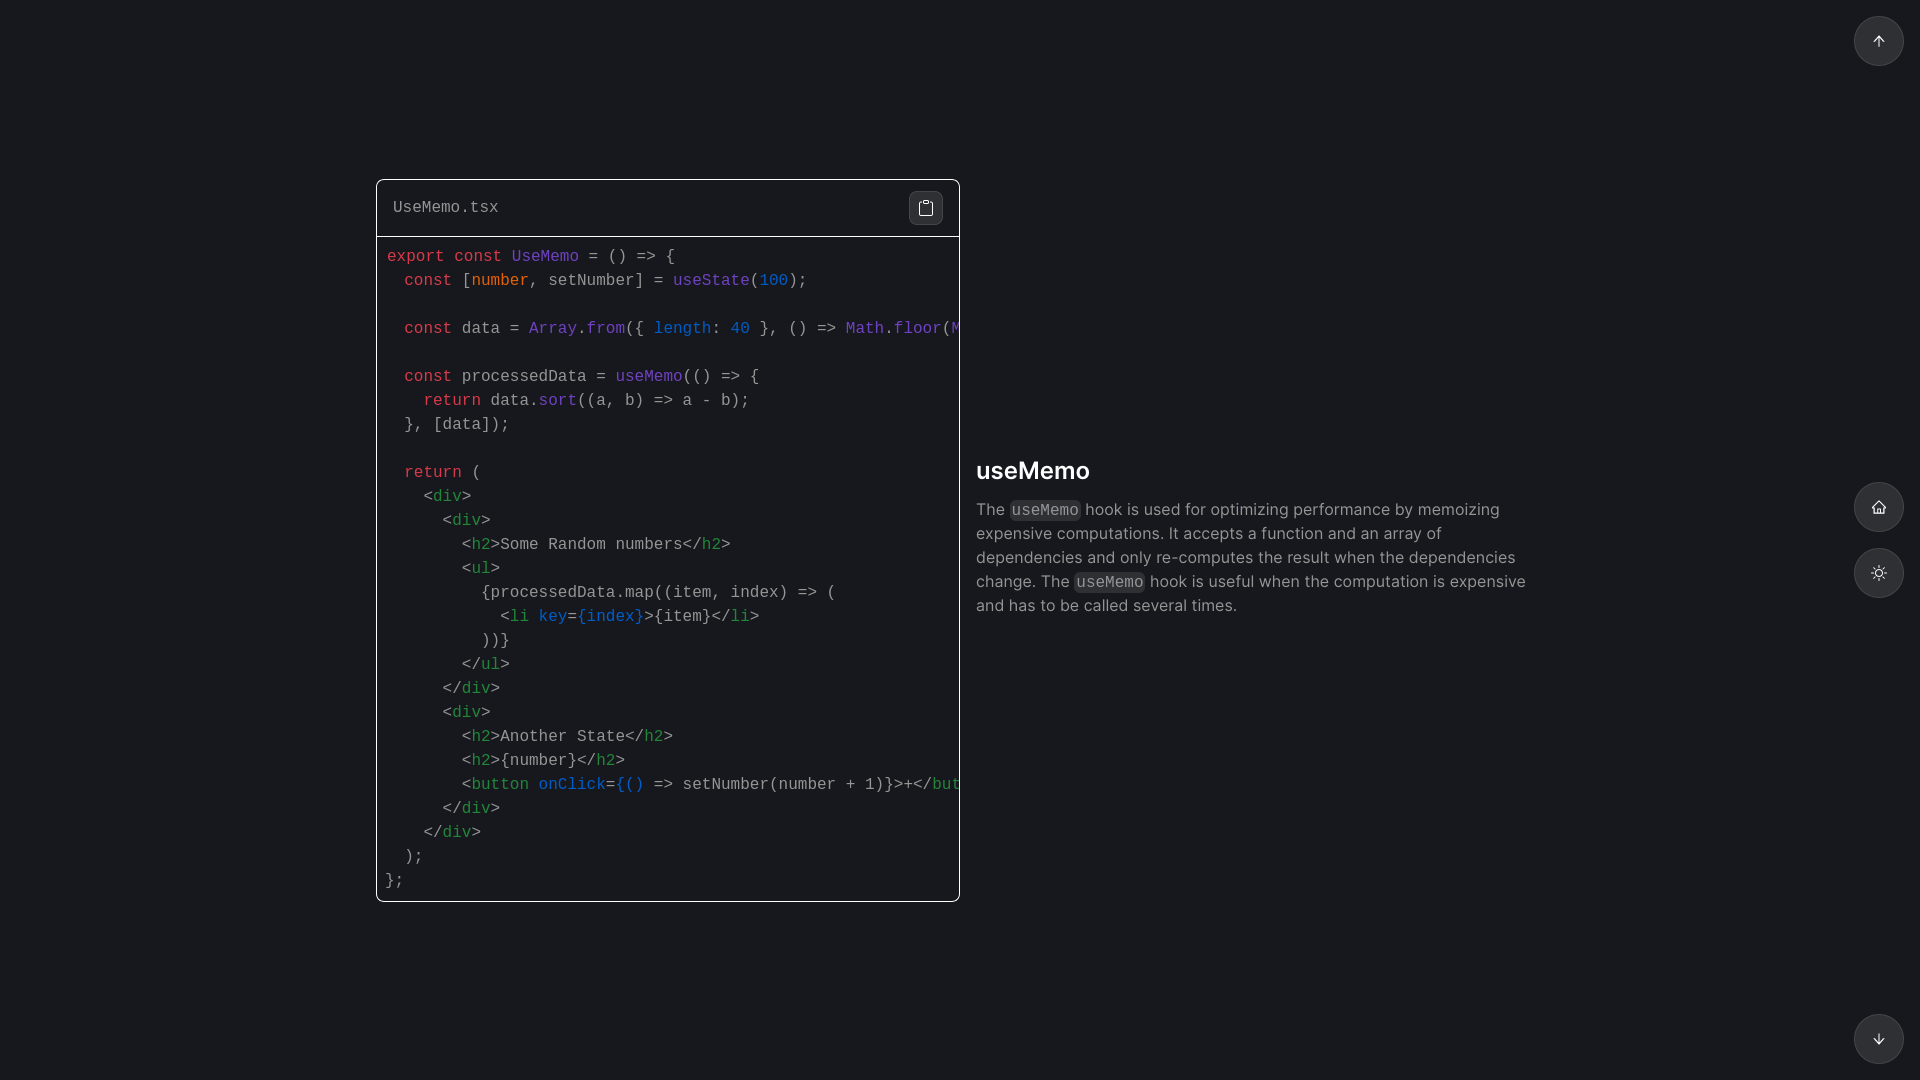 UseMemo.tsx
export const UseMemo = () => {
  const [number, setNumber] = useState(100);
  const data = Array.from({ length: 40 }, () => Math.floor(M
  const processedData = useMemo(() => {
    return data.sort((a, b) => a - b);
  }, [data]);
  return (
    <div>
      <div>
        <h2>Some Random numbers</h2>
        <ul>
          {processedData.map((item, index) => (
            <li key={index}>{item}</li>
          ))}
        </ul>
      </div>
      <div>
        <h2>Another State</h2>
        <h2>{number}</h2>
        <button onClick={() => setNumber(number + 1)}>+</but
      </div>
    </div>
  );
};
useMemo
The useMemo hook is used for optimizing performance by memoizing
expensive computations. It accepts a function and an array of
dependencies and only re-computes the result when the dependencies
change. The useMemo hook is useful when the computation is expensive
and has to be called several times.